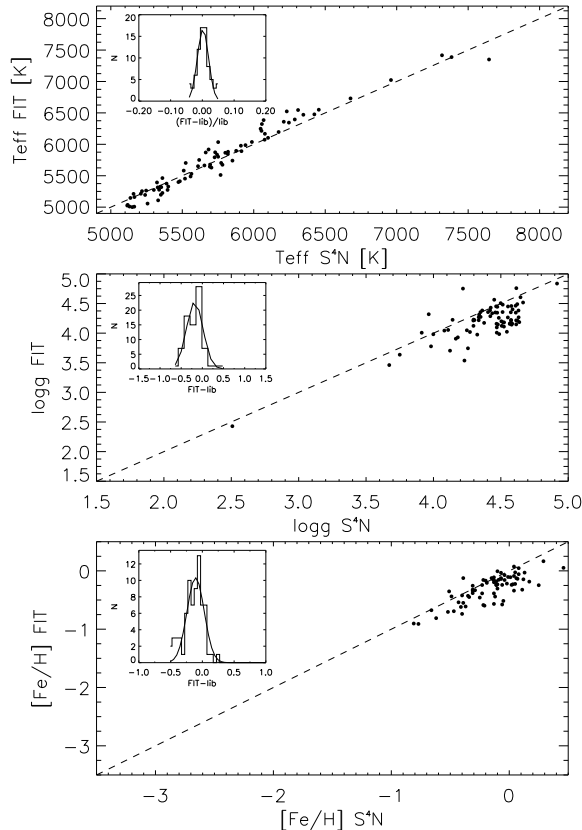 8000
7500
7000
6500
6000
5500
5000
Teff FIT [K]
20
15
10
5
0
N
-0.20 -0.10 0.00 0.10 0.20
(FIT-lib)/lib
5000 5500 6000 6500 7000 7500 8000
Teff S⁴N [K]
5.0
4.5
4.0
3.5
3.0
2.5
2.0
1.5
logg FIT
25
20
15
10
5
0
N
-1.5 -1.0 -0.5 0.0 0.5 1.0 1.5
FIT-lib
1.5 2.0 2.5 3.0 3.5 4.0 4.5 5.0
logg S⁴N
0
-1
-2
-3
[Fe/H] FIT
12
10
8
6
4
2
0
N
-1.0 -0.5 0.0 0.5 1.0
FIT-lib
-3 -2 -1 0
[Fe/H] S⁴N